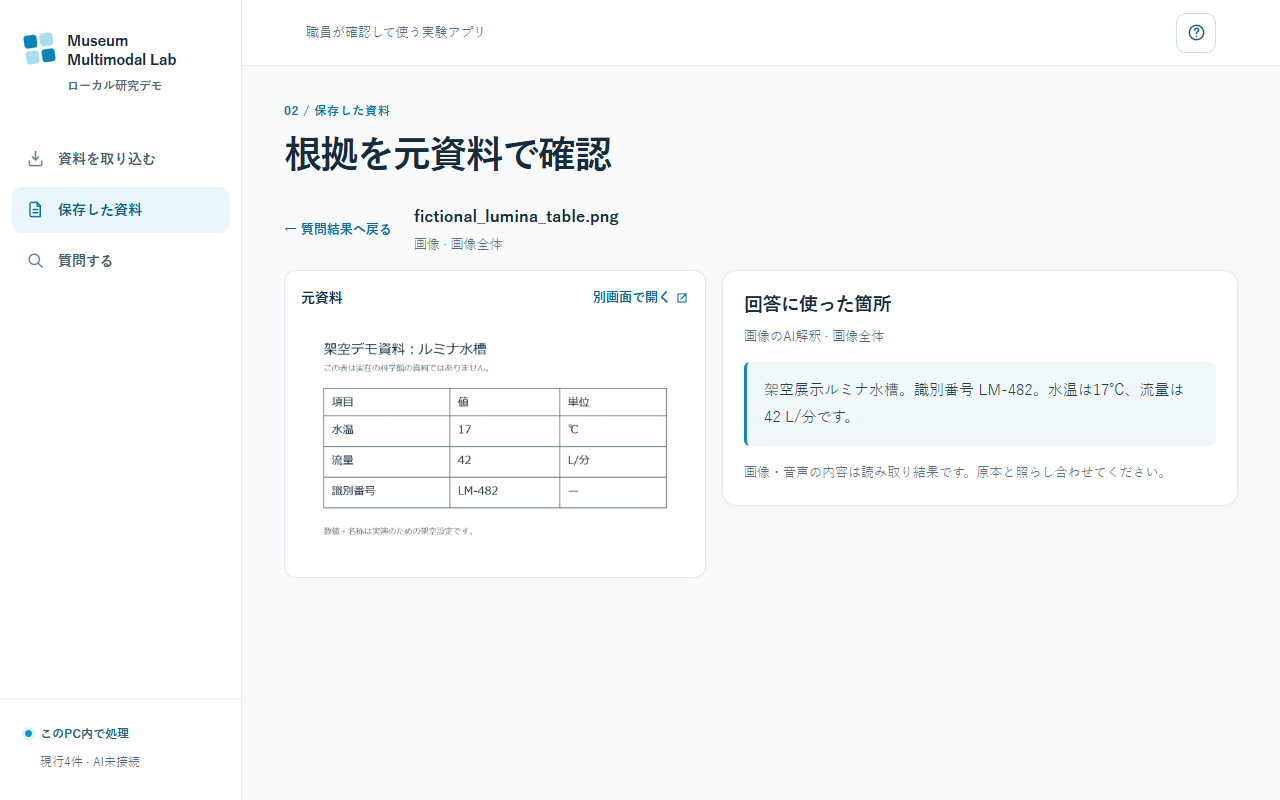 Museum
Multimodal Lab
ローカル研究デモ
資料を取り込む
保存した資料
質問する
このPC内で処理
現行4件 · AI未接続
職員が確認して使う実験アプリ
02 / 保存した資料
根拠を元資料で確認
← 質問結果へ戻る
fictional_lumina_table.png
画像 · 画像全体
元資料
別画面で開く
架空デモ資料：ルミナ水槽
この表は実在の科学館の資料ではありません。
項目 値 単位
水温 17 ℃
流量 42 L/分
識別番号 LM-482 —
数値・名称は実演のための架空設定です。
回答に使った箇所
画像のAI解釈 · 画像全体
架空展示ルミナ水槽。識別番号 LM-482。水温は17℃、流量は
42 L/分です。
画像・音声の内容は読み取り結果です。原本と照らし合わせてください。